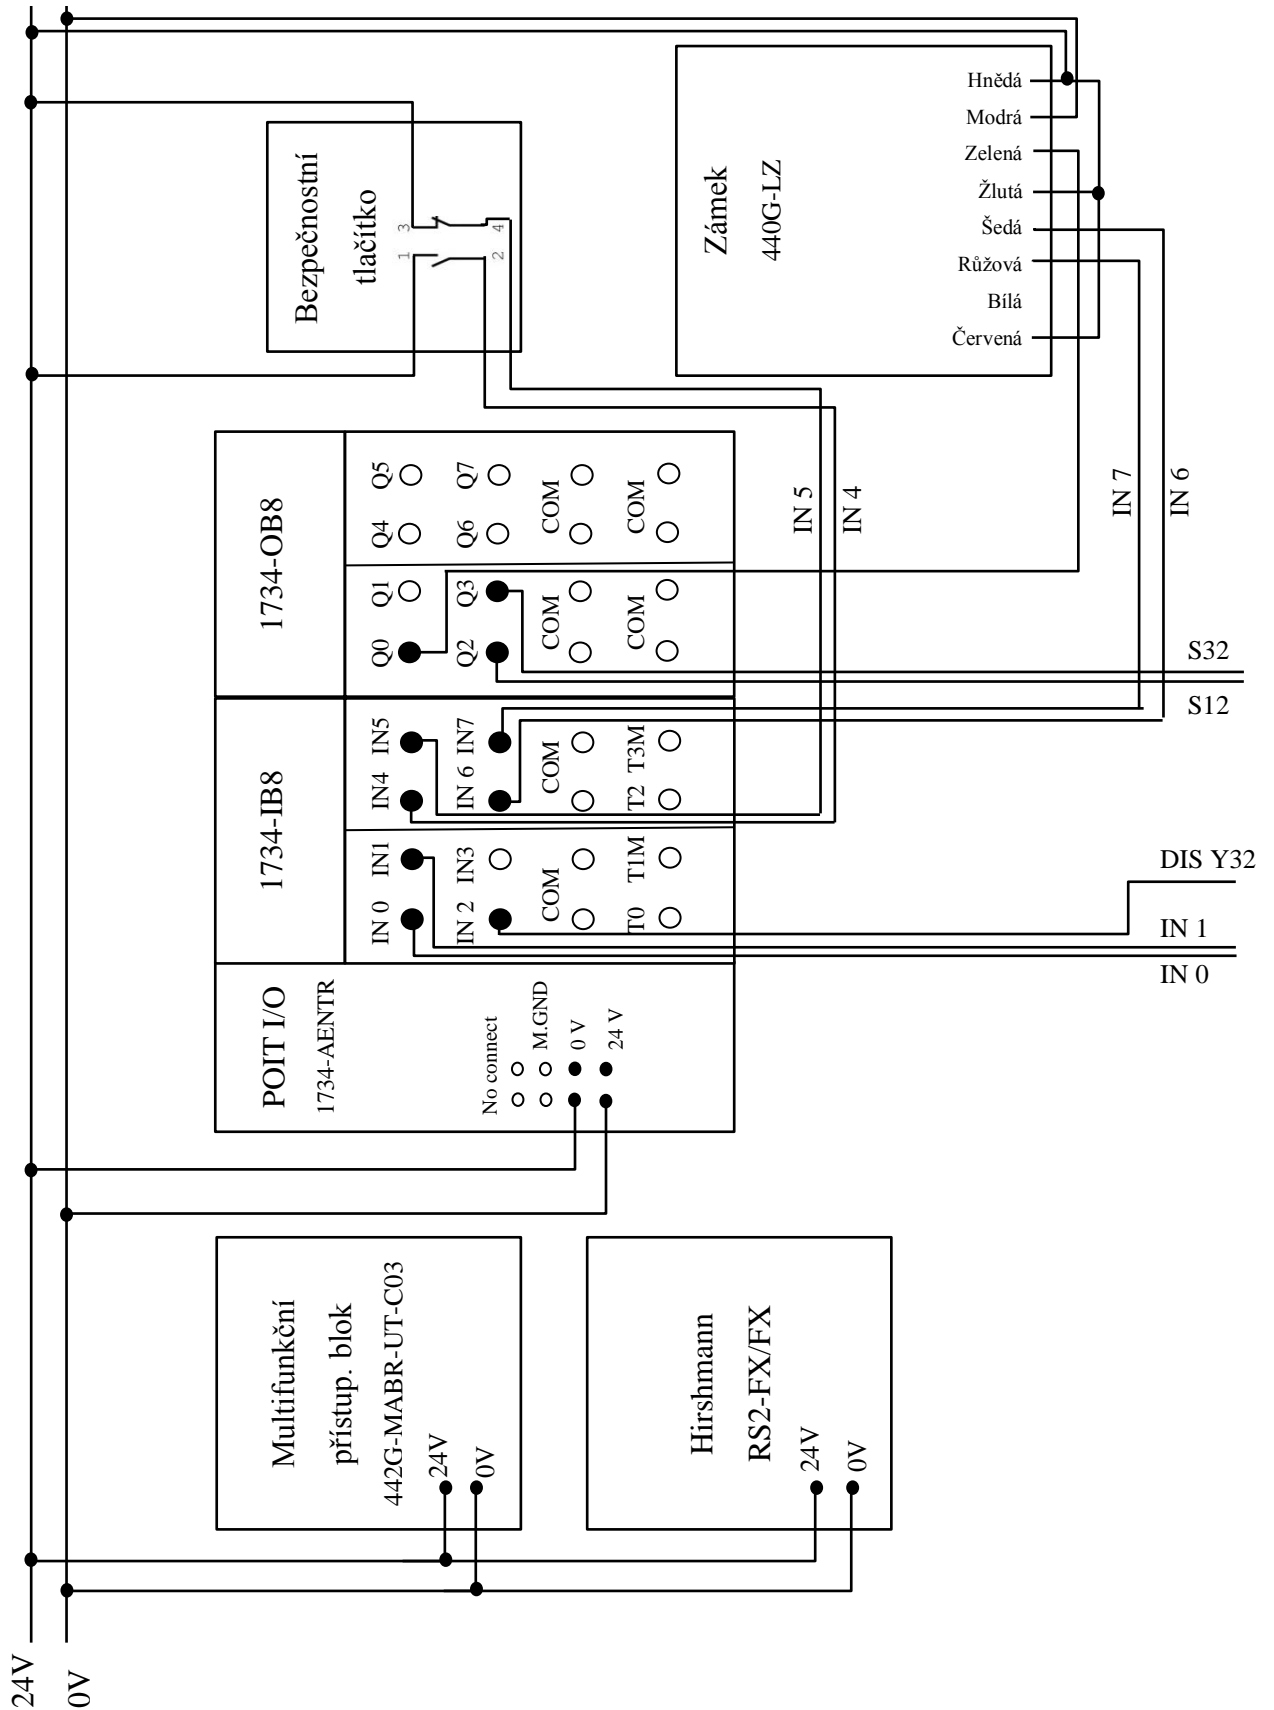 24V
0V
Multifunkční
přístup. blok
442G-MABR-UT-C03
24V
0V
Hirshmann
RS2-FX/FX
24V
0V
POIT I/O
1734-AENTR
No connect
M.GND
0 V
24 V
1734-IB8
IN 0
IN1
IN4
IN5
IN 2
IN3
IN 6
IN7
COM
COM
T0
T1M
T2
T3M
1734-OB8
Q0
Q1
Q4
Q5
Q2
Q3
Q6
Q7
COM
COM
COM
COM
Bezpečnostní
tlačítko
1
3
2
4
Zámek
440G-LZ
Hnědá
Modrá
Zelená
Žlutá
Šedá
Růžová
Bílá
Červená
IN 5
IN 4
IN 7
IN 6
S32
S12
DIS Y32
IN 1
IN 0